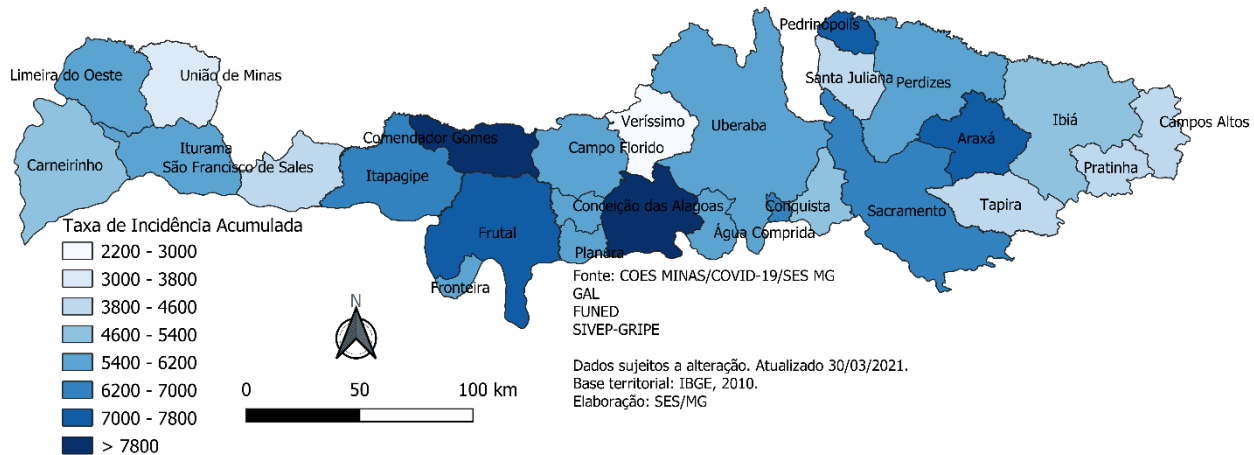 Pedrinópolis
Limeira do Oeste
União de Minas
Santa Juliana
Perdizes
Veríssimo
Uberaba
Ibiá
Campos Altos
Comendador Gomes
Araxá
Iturama
Campo Florido
Carneirinho
São Francisco de Sales
Pratinha
Itapagipe
Conceição das Alagoas
Conquista
Sacramento
Tapira
Frutal
Água Comprida
Planura
Fronteira
Taxa de Incidência Acumulada
2200 - 3000
3000 - 3800
3800 - 4600
4600 - 5400
5400 - 6200
6200 - 7000
7000 - 7800
> 7800
N
0 50 100 km
Fonte: COES MINAS/COVID-19/SES MG
GAL
FUNED
SIVEP-GRIPE
Dados sujeitos a alteração. Atualizado 30/03/2021.
Base territorial: IBGE, 2010.
Elaboração: SES/MG